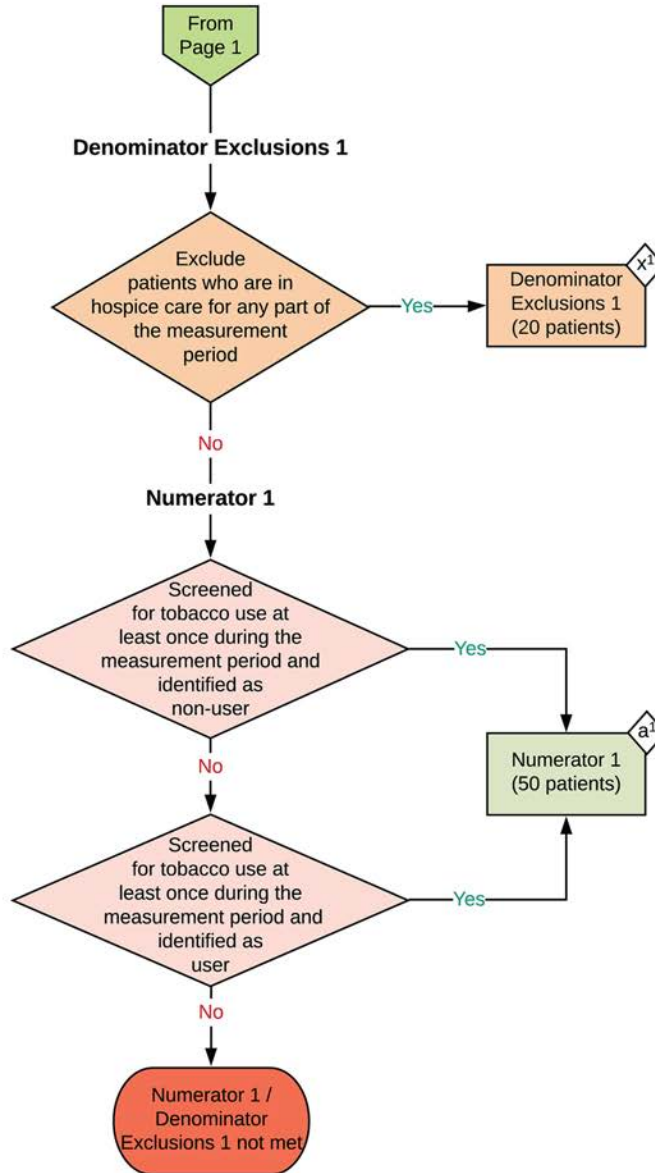 From
Page 1
Denominator Exclusions 1
Exclude
patients who are in
hospice care for any part of
the measurement
period
Yes
x¹
Denominator
Exclusions 1
(20 patients)
No
Numerator 1
Screened
for tobacco use at
least once during the
measurement period and
identified as
non-user
Yes
a¹
Numerator 1
(50 patients)
No
Screened
for tobacco use at
least once during the
measurement period and
identified as
user
Yes
No
Numerator 1 /
Denominator
Exclusions 1 not met